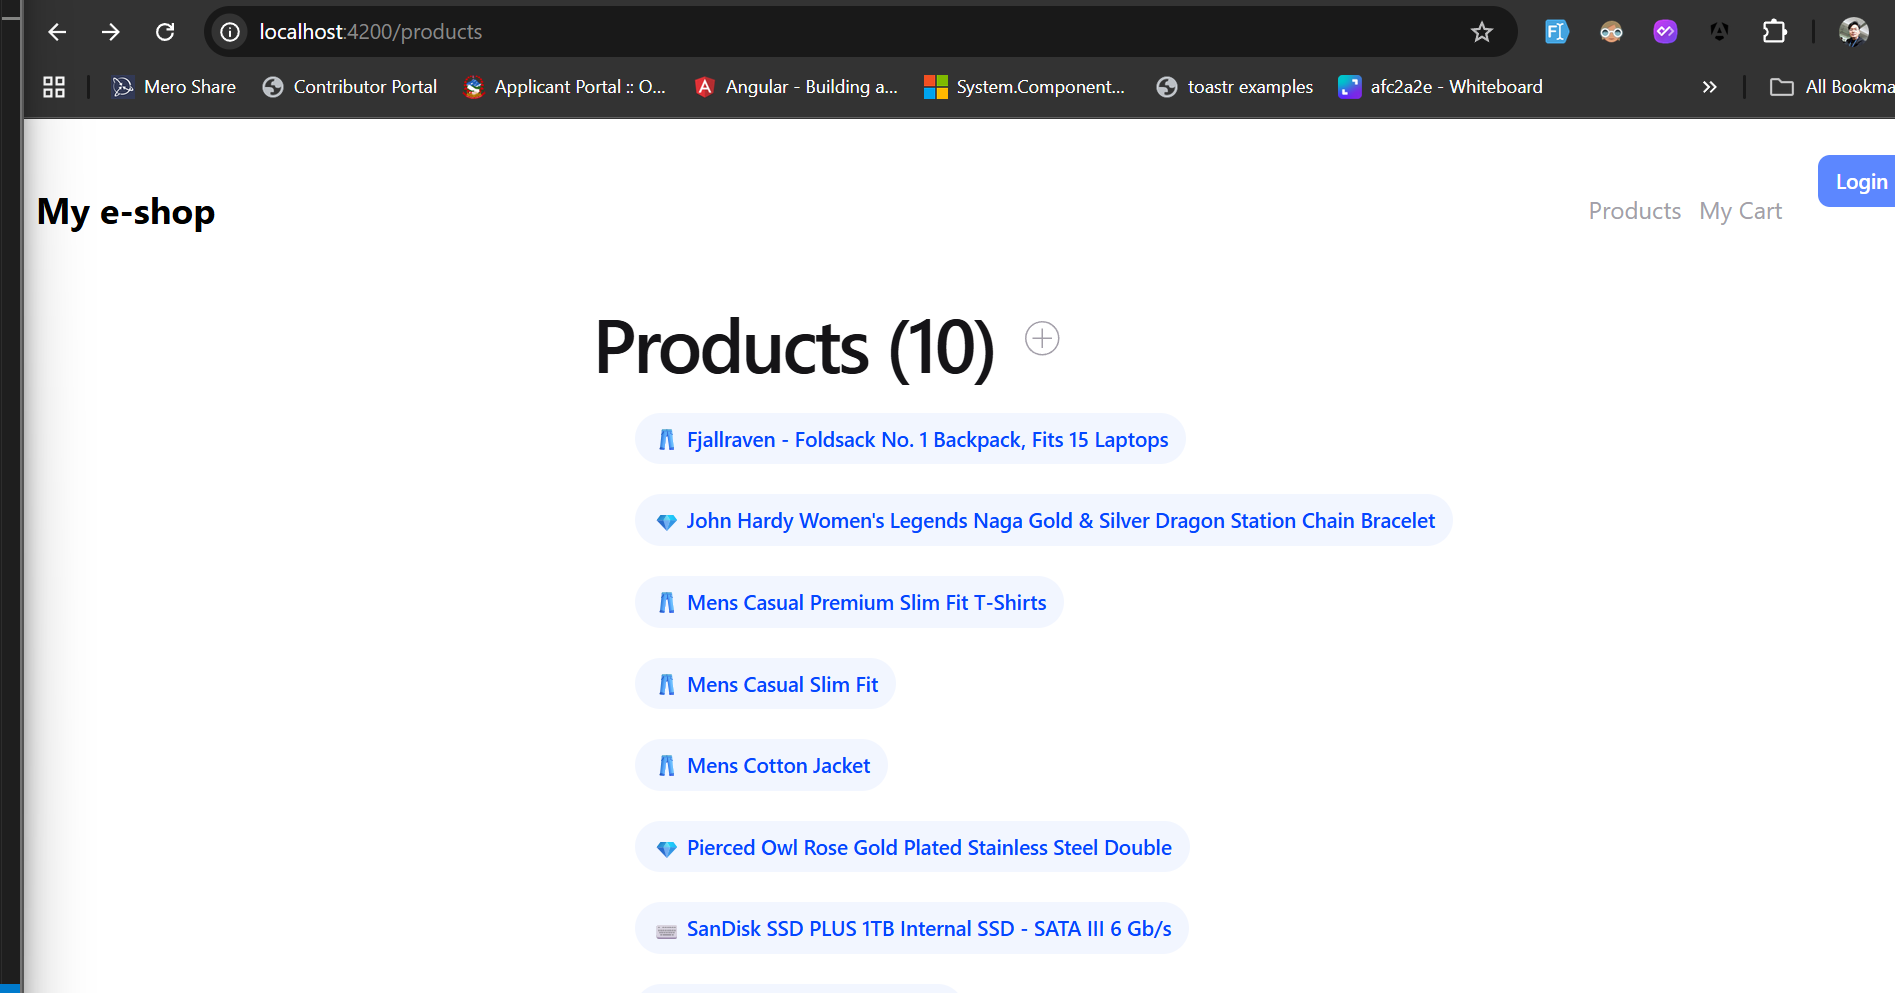 localhost:4200/products
Mero Share
Contributor Portal
Applicant Portal :: O...
Angular - Building a...
System.Component...
toastr examples
afc2a2e - Whiteboard
All Bookma
Login
My e-shop
Products
My Cart
Products (10)
Fjallraven - Foldsack No. 1 Backpack, Fits 15 Laptops
John Hardy Women's Legends Naga Gold & Silver Dragon Station Chain Bracelet
Mens Casual Premium Slim Fit T-Shirts
Mens Casual Slim Fit
Mens Cotton Jacket
Pierced Owl Rose Gold Plated Stainless Steel Double
SanDisk SSD PLUS 1TB Internal SSD - SATA III 6 Gb/s